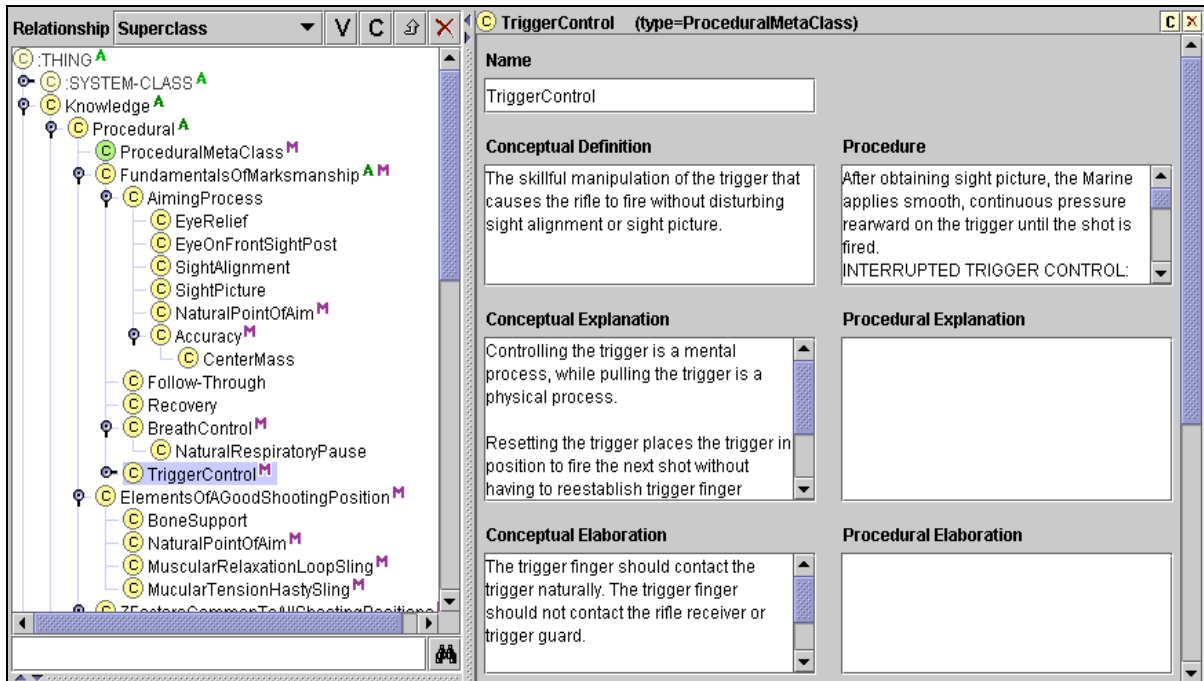 Relationship Superclass V C
C :THING A
C :SYSTEM-CLASS A
C Knowledge A
C Procedural A
C ProceduralMetaClass M
C FundamentalsOfMarksmanship A M
C AimingProcess
C EyeRelief
C EyeOnFrontSightPost
C SightAlignment
C SightPicture
C NaturalPointOfAim M
C Accuracy M
C CenterMass
C Follow-Through
C Recovery
C BreathControl M
C NaturalRespiratoryPause
C TriggerControl M
C ElementsOfAGoodShootingPosition M
C BoneSupport
C NaturalPointOfAim M
C MuscularRelaxationLoopSling M
C MucularTensionHastySling M
C 7FactorsCommonToAllShootingPositions
C TriggerControl (type=ProceduralMetaClass) C
Name
TriggerControl
Conceptual Definition
The skillful manipulation of the trigger that
causes the rifle to fire without disturbing
sight alignment or sight picture.
Procedure
After obtaining sight picture, the Marine
applies smooth, continuous pressure
rearward on the trigger until the shot is
fired.
INTERRUPTED TRIGGER CONTROL:
Conceptual Explanation
Controlling the trigger is a mental
process, while pulling the trigger is a
physical process.
Resetting the trigger places the trigger in
position to fire the next shot without
having to reestablish trigger finger
Procedural Explanation
Conceptual Elaboration
The trigger finger should contact the
trigger naturally. The trigger finger
should not contact the rifle receiver or
trigger guard.
Procedural Elaboration